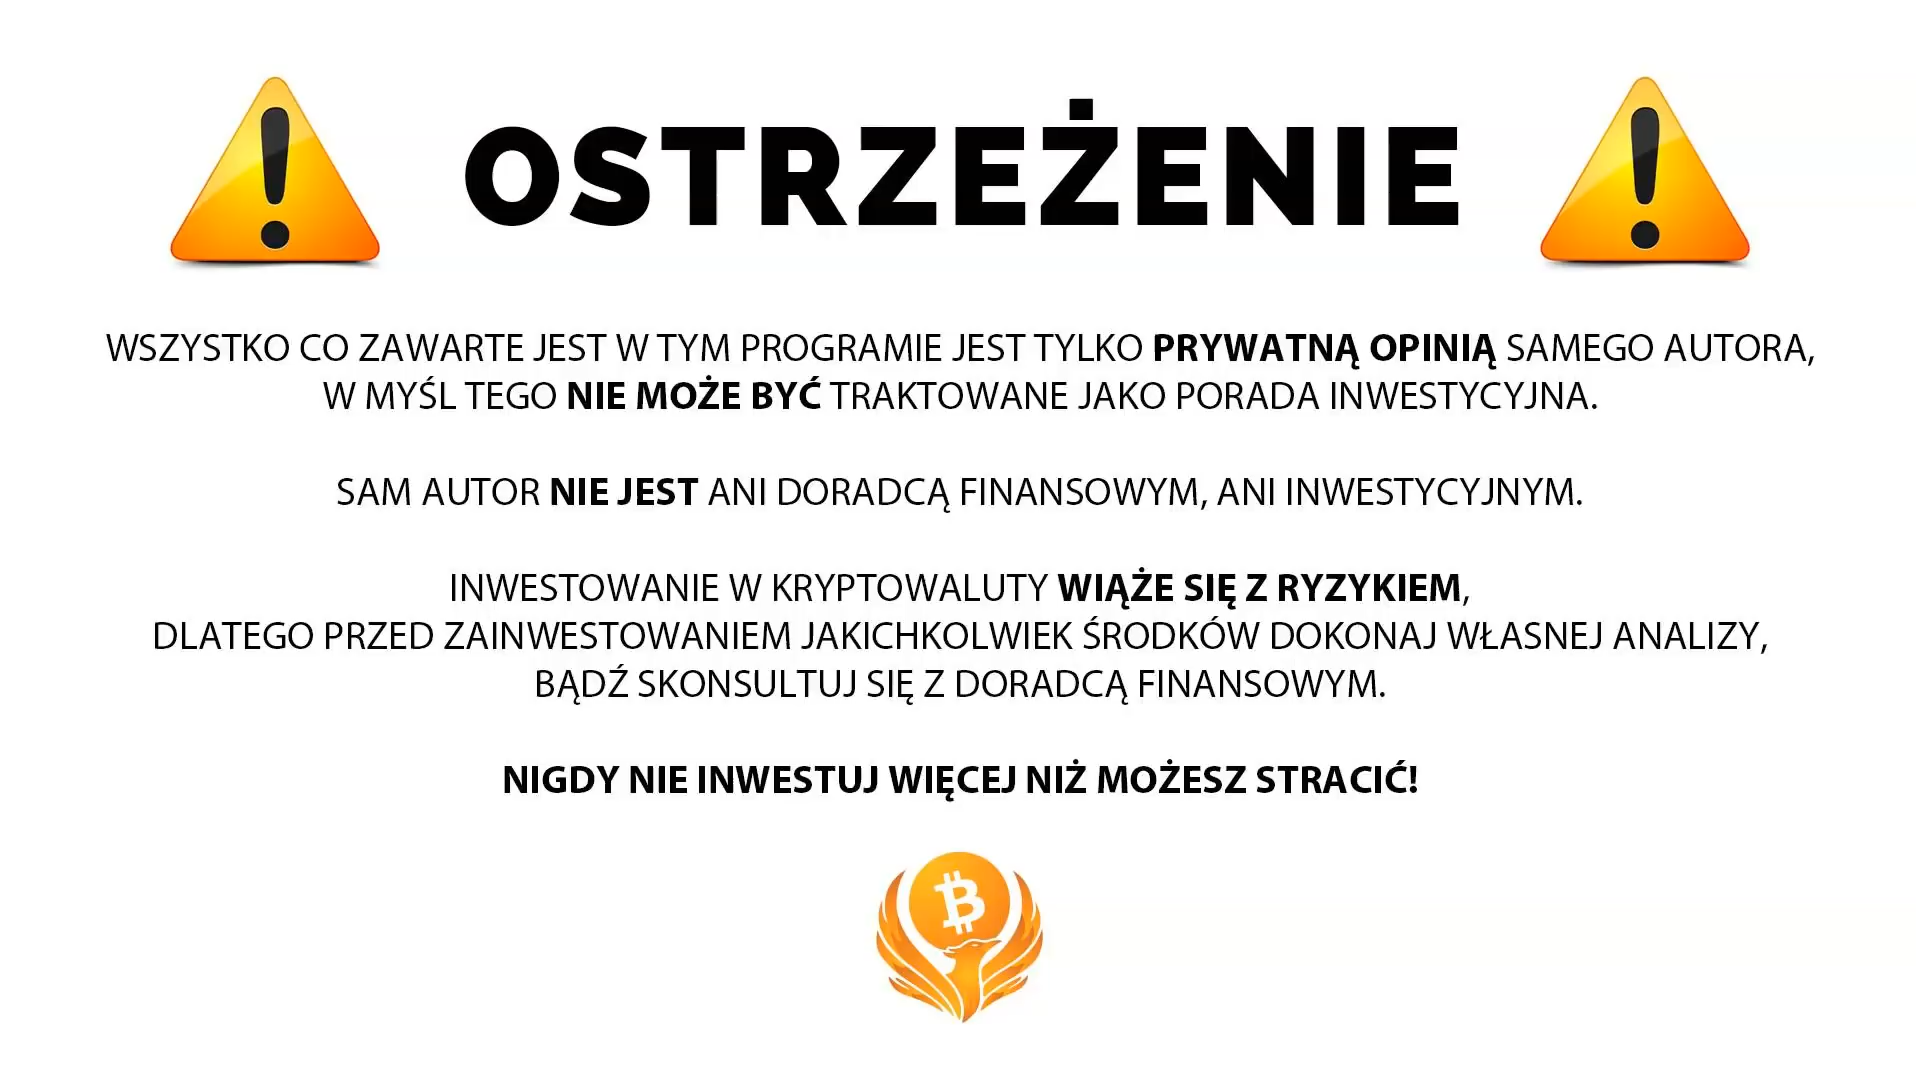 OSTRZEŻENIE
WSZYSTKO CO ZAWARTE JEST W TYM PROGRAMIE JEST TYLKO PRYWATNĄ OPINIĄ SAMEGO AUTORA,
W MYŚL TEGO NIE MOŻE BYĆ TRAKTOWANE JAKO PORADA INWESTYCYJNA.
SAM AUTOR NIE JEST ANI DORADCĄ FINANSOWYM, ANI INWESTYCYJNYM.
INWESTOWANIE W KRYPTOWALUTY WIĄŻE SIĘ Z RYZYKIEM,
DLATEGO PRZED ZAINWESTOWANIEM JAKICHKOLWIEK ŚRODKÓW DOKONAJ WŁASNEJ ANALIZY,
BĄDŹ SKONSULTUJ SIĘ Z DORADCĄ FINANSOWYM.
NIGDY NIE INWESTUJ WIĘCEJ NIŻ MOŻESZ STRACIĆ!